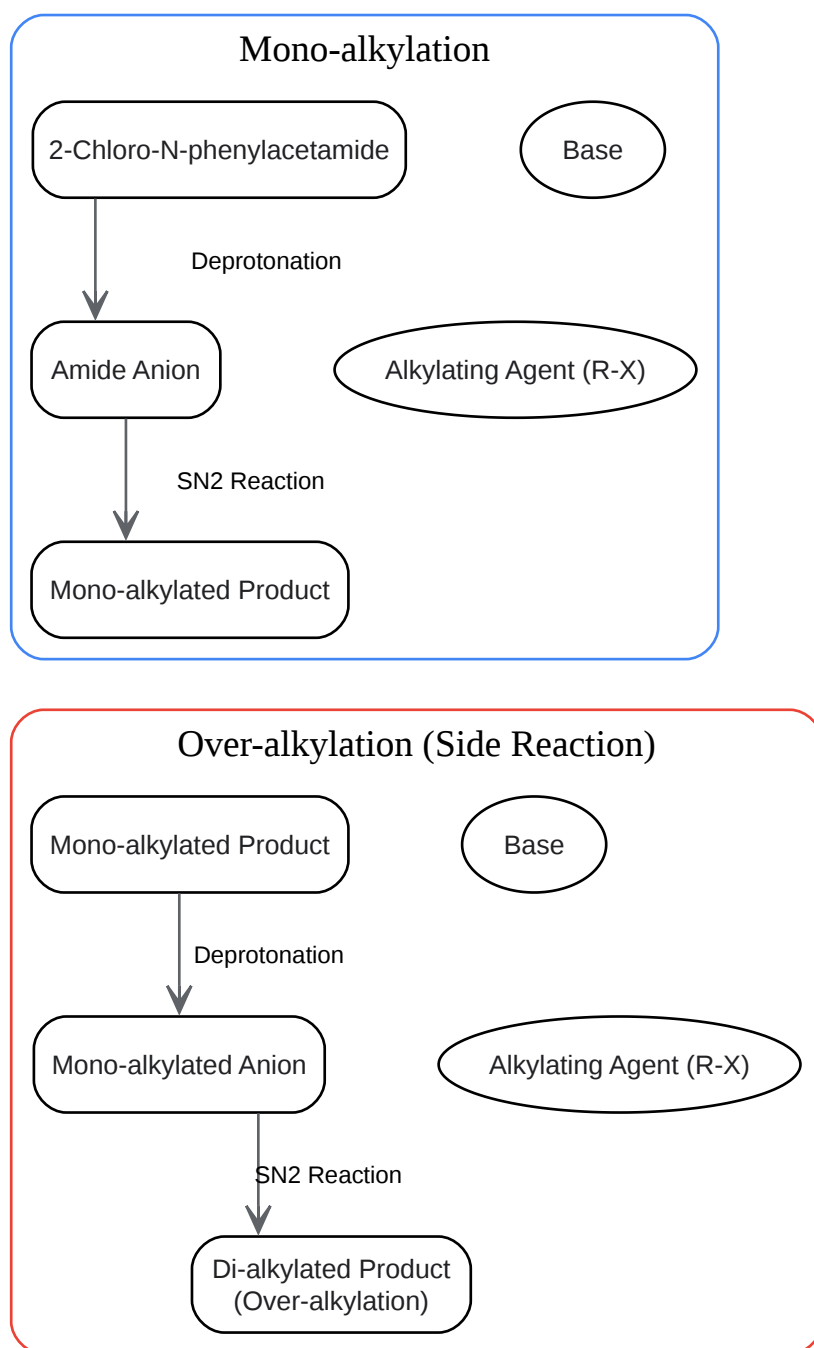 Mono-alkylation
2-Chloro-N-phenylacetamide
Base
Deprotonation
Amide Anion
Alkylating Agent (R-X)
SN2 Reaction
Mono-alkylated Product
Over-alkylation (Side Reaction)
Mono-alkylated Product
Base
Deprotonation
Mono-alkylated Anion
Alkylating Agent (R-X)
SN2 Reaction
Di-alkylated Product
(Over-alkylation)